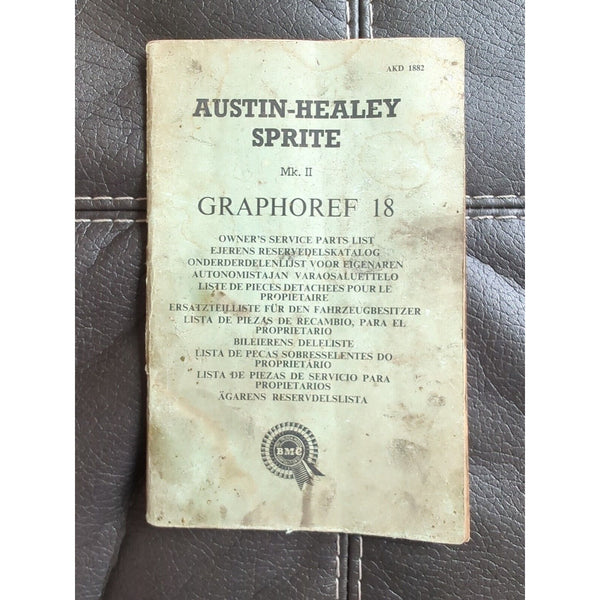 AKD 1882
AUSTIN-HEALEY
SPRITE
Mk. II
GRAPHOREF 18
OWNER'S SERVICE PARTS LIST
EJERENS RESERVEDELSKATALOG
ONDERDERDELENLIJST VOOR EIGENAREN
AUTONOMISTAJAN VARAOSALUETTELO
LISTE DE PIECES DETACHEES POUR LE
PROPIETAIRE
ERSATZTEILLISTE FÜR DEN FAHRZEUGBESITZER
LISTA DE PIEZAS DE RECAMBIO, PARA EL
PROPRIETARIO
BILEIERENS DELELISTE
LISTA DE PECAS SOBRESSELENTES DO
PROPRIETÁRIO
LISTA DE PIEZAS DE SERVICIO PARA
PROPIETARIOS
ÄGARENS RESERVDELSLISTA
BMC